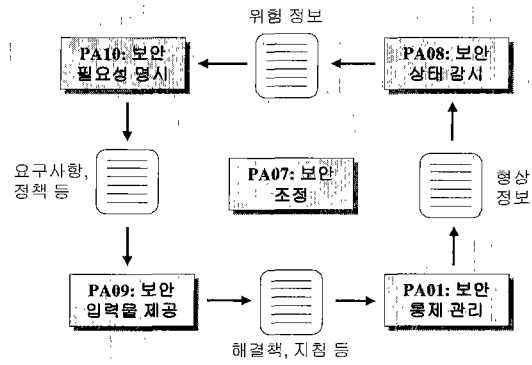 위험 정보
PA10: 보안
필요성 명시
PA08: 보안
상태 감시
요구사항,
정책 등
PA07: 보안
조정
형상
정보
PA09: 보안
입력물 제공
PA01: 보안
통제 관리
해결책, 지침 등